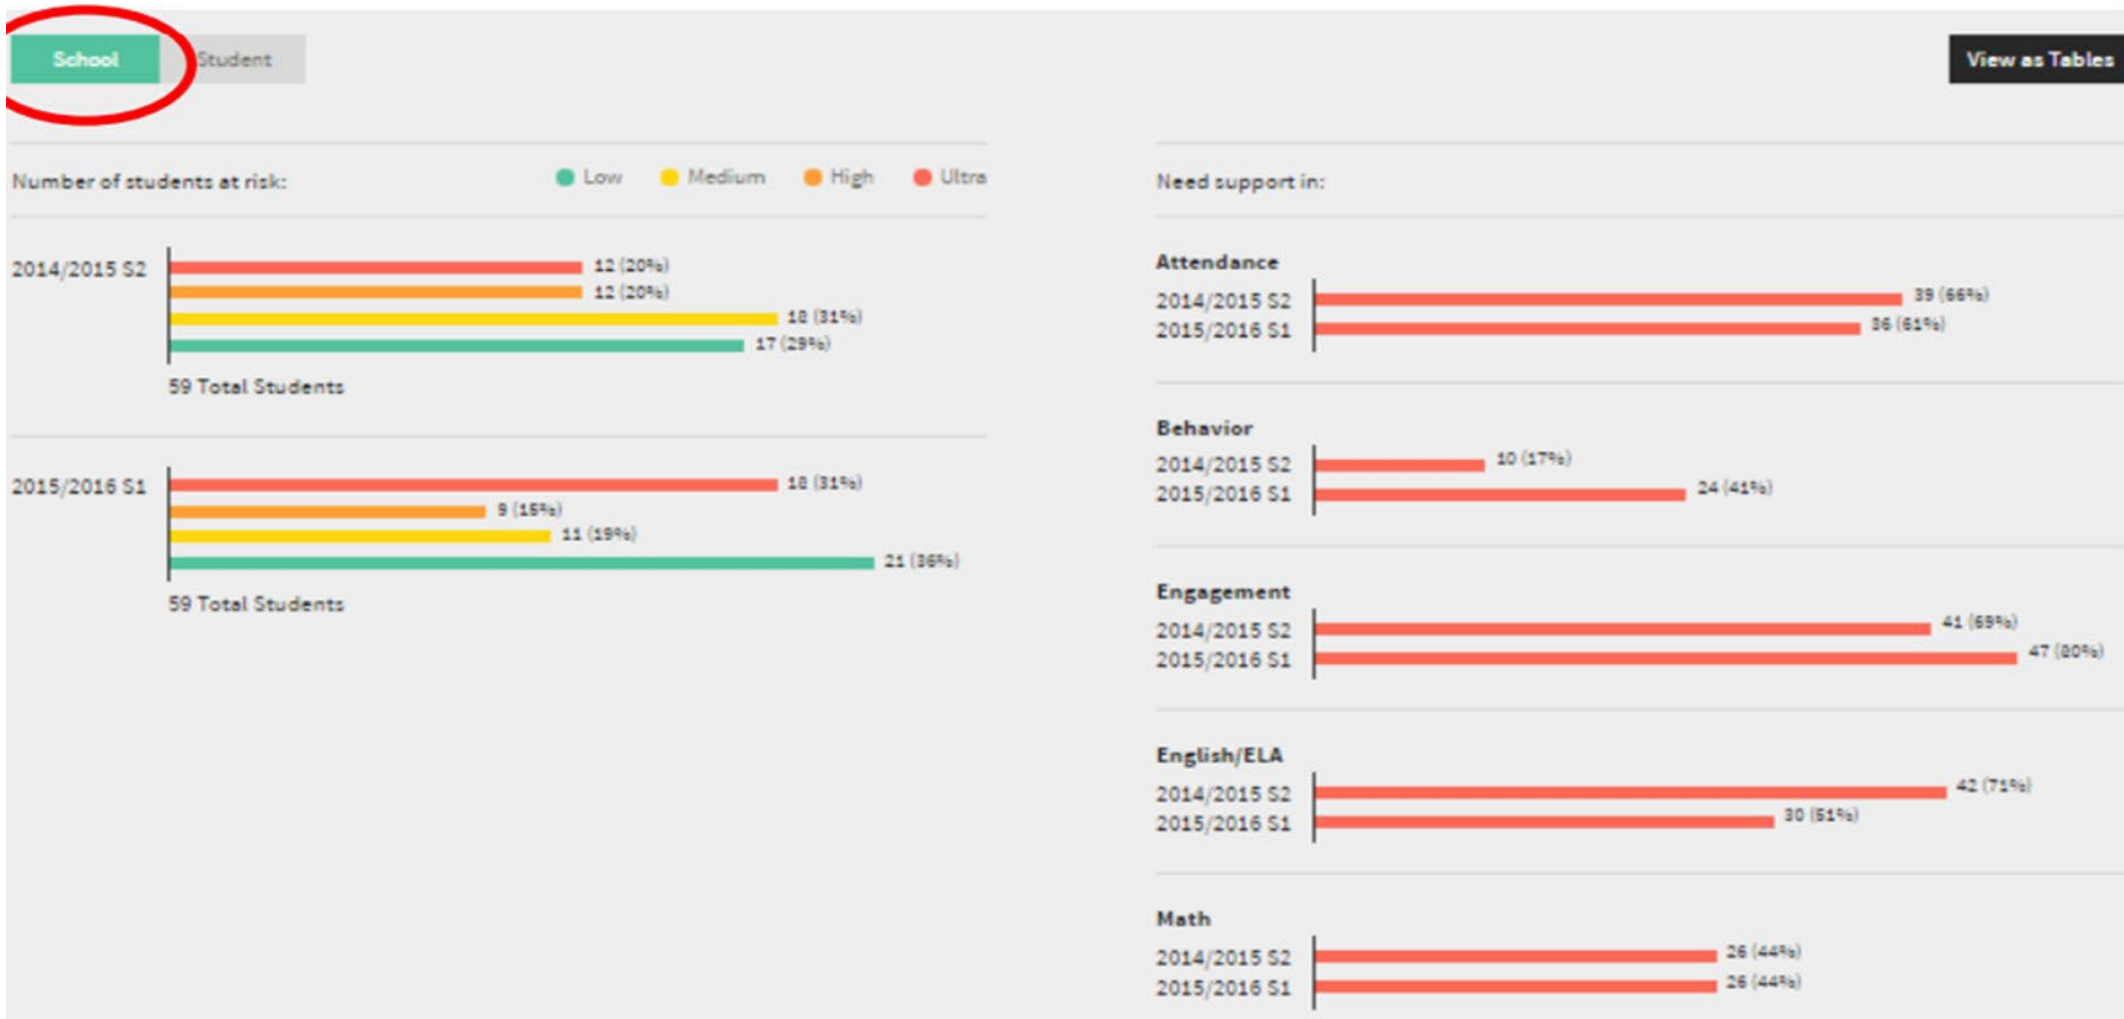 School
Student
View as Tables
Number of students at risk:
Low
Medium
High
Ultra
2014/2015 S2
12 (20%)
12 (20%)
18 (31%)
17 (29%)
59 Total Students
2015/2016 S1
18 (31%)
9 (15%)
11 (19%)
21 (36%)
59 Total Students
Need support in:
Attendance
2014/2015 S2
39 (66%)
2015/2016 S1
36 (61%)
Behavior
2014/2015 S2
10 (17%)
2015/2016 S1
24 (41%)
Engagement
2014/2015 S2
41 (69%)
2015/2016 S1
47 (80%)
English/ELA
2014/2015 S2
42 (71%)
2015/2016 S1
30 (51%)
Math
2014/2015 S2
26 (44%)
2015/2016 S1
26 (44%)